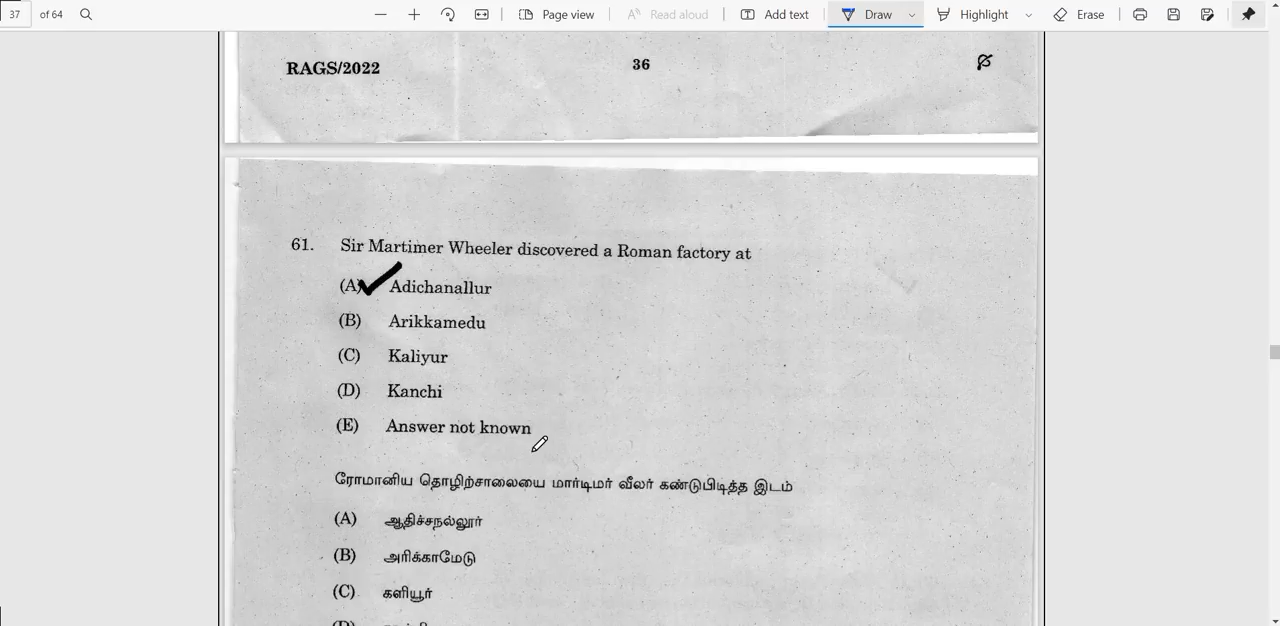 37 of 64 Page view Read aloud Add text Draw Highlight Erase
RAGS/2022 36
61. Sir Martimer Wheeler discovered a Roman factory at
(A) Adichanallur
(B) Arikkamedu
(C) Kaliyur
(D) Kanchi
(E) Answer not known
ரோமானிய தொழிற்சாலையை மார்டிமர் வீலர் கண்டுபிடித்த இடம்
(A) ஆதிச்சநல்லூர்
(B) அரிக்காமேடு
(C) களியூர்